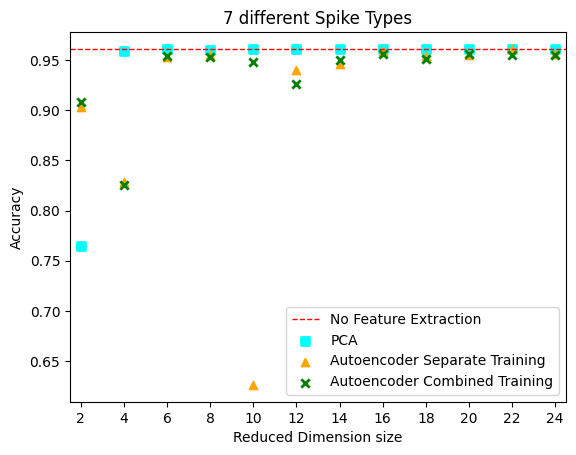 7 different Spike Types
Accuracy
0.95
0.90
0.85
0.80
0.75
0.70
0.65
No Feature Extraction
PCA
Autoencoder Separate Training
Autoencoder Combined Training
2 4 6 8 10 12 14 16 18 20 22 24
Reduced Dimension size